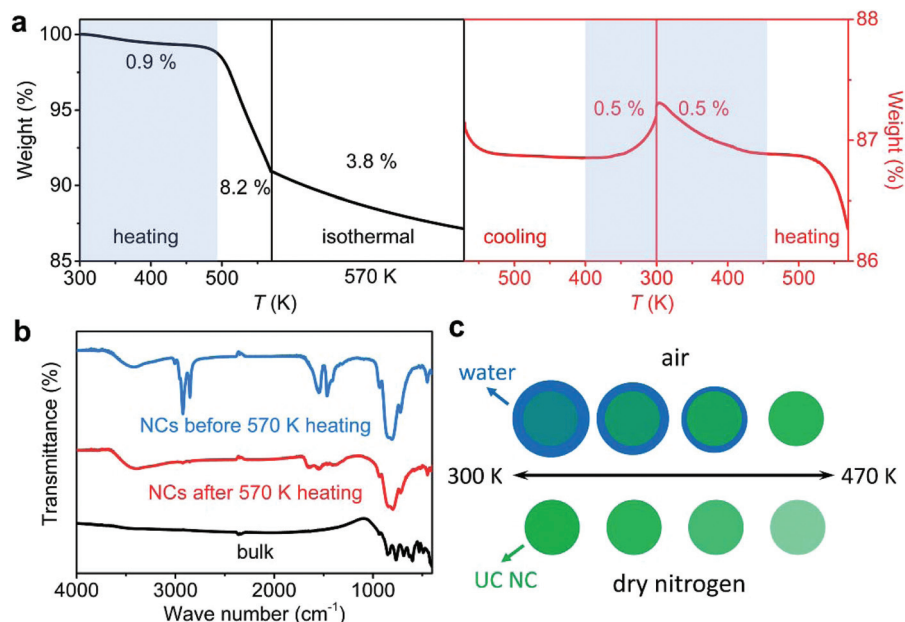 a
100
95
90
85
Weight (%)
0.9 %
8.2 %
3.8 %
heating
isothermal
300
400
500
570 K
T (K)
0.5 %
0.5 %
cooling
heating
500
400
300
400
500
T (K)
88
87
86
Weight (%)
b
Transmittance (%)
NCs before 570 K heating
NCs after 570 K heating
bulk
4000
3000
2000
1000
Wave number (cm⁻¹)
c
air
water
300 K
470 K
UC NC
dry nitrogen